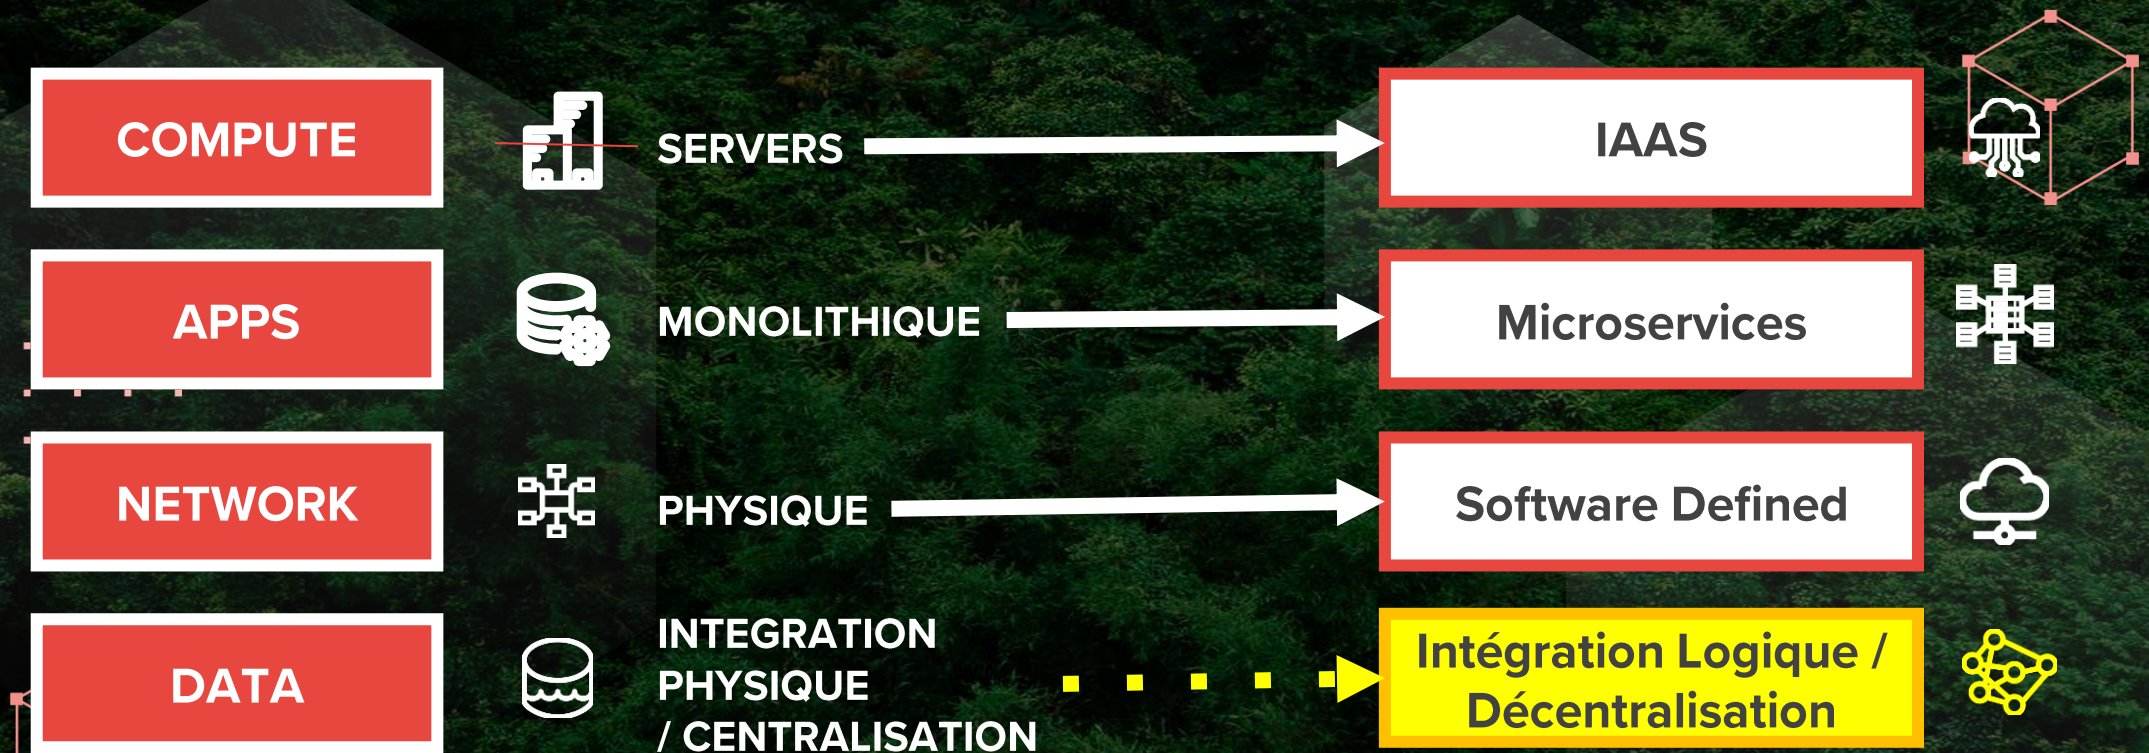 COMPUTE
SERVERS
IAAS
APPS
MONOLITHIQUE
Microservices
NETWORK
PHYSIQUE
Software Defined
DATA
INTEGRATION
PHYSIQUE
/ CENTRALISATION
Intégration Logique /
Décentralisation